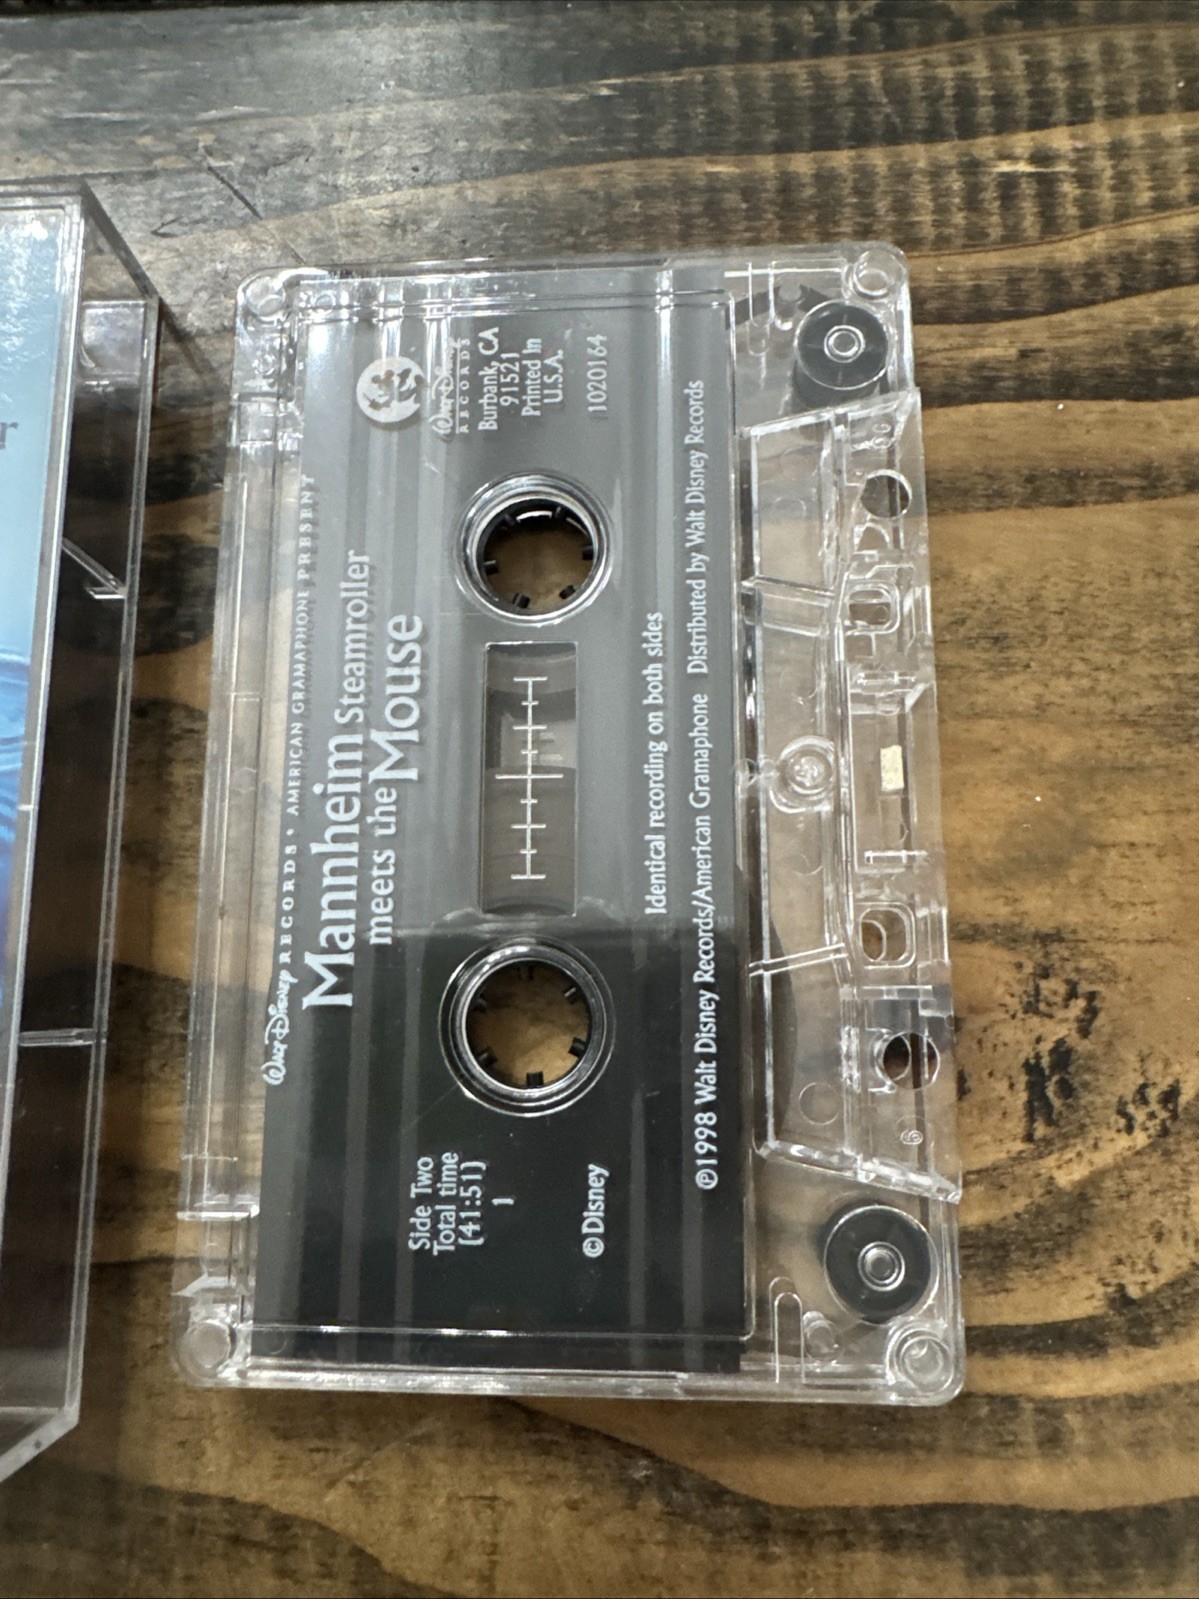 Walt Disney RECORDS • AMERICAN GRAMAPHONE PRESENT
Mannheim Steamroller
meets the Mouse
Walt Disney
RECORDS
Burbank, CA
91521
Printed in
U.S.A.
1020164
Side Two
Total time
(41:51)
1
©Disney
Identical recording on both sides
℗1998 Walt Disney Records/American Gramaphone Distributed by Walt Disney Records
r